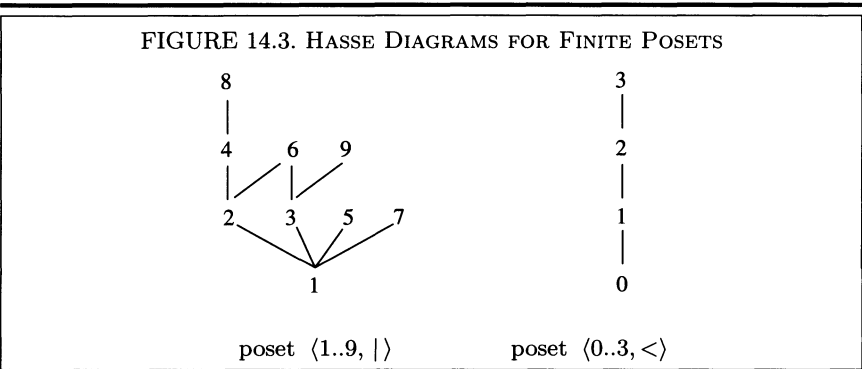 FIGURE 14.3. HASSE DIAGRAMS FOR FINITE POSETS
8 3
4 6 9 2
2 3 5 7 1
1 0
poset ⟨1..9, | ⟩ poset ⟨0..3, <⟩